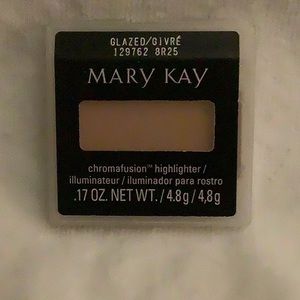 GLAZED/GIVRÉ
129762 8R25
MARY KAY
chromafusion™ highlighter /
illuminateur / iluminador para rostro
.17 OZ. NET WT. / 4.8g / 4,8g